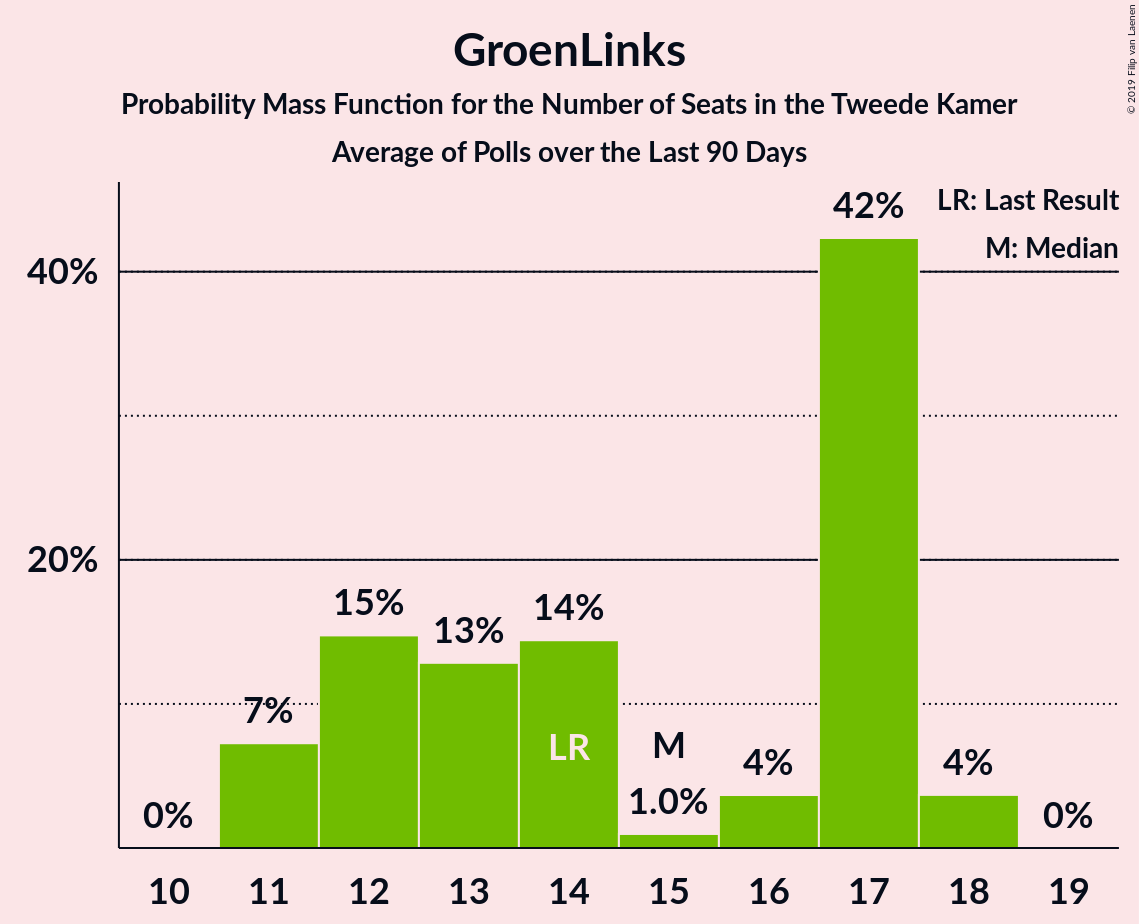 GroenLinks
Probability Mass Function for the Number of Seats in the Tweede Kamer
Average of Polls over the Last 90 Days
© 2019 Filip van Laenen
LR: Last Result
M: Median
40%
20%
0%
7%
15%
13%
14%
LR
M
1.0%
4%
42%
4%
0%
10 11 12 13 14 15 16 17 18 19